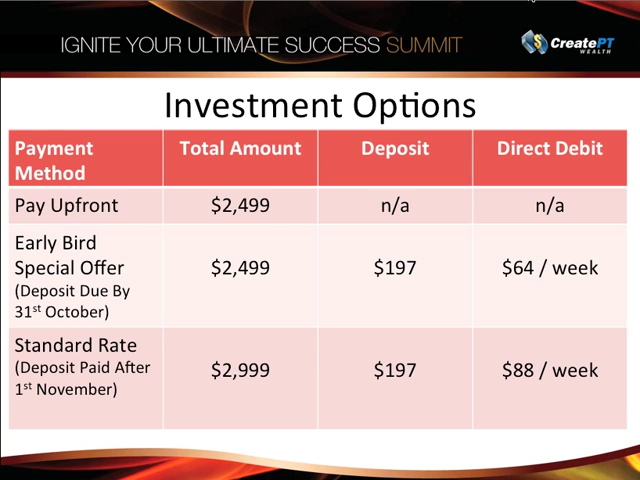 IGNITE YOUR ULTIMATE SUCCESS SUMMIT
CreatePT
WEALTH
Investment Options
Payment Method Total Amount Deposit Direct Debit
Pay Upfront $2,499 n/a n/a
Early Bird
Special Offer $2,499 $197 $64 / week
(Deposit Due By
31st October)
Standard Rate
(Deposit Paid After $2,999 $197 $88 / week
1st November)